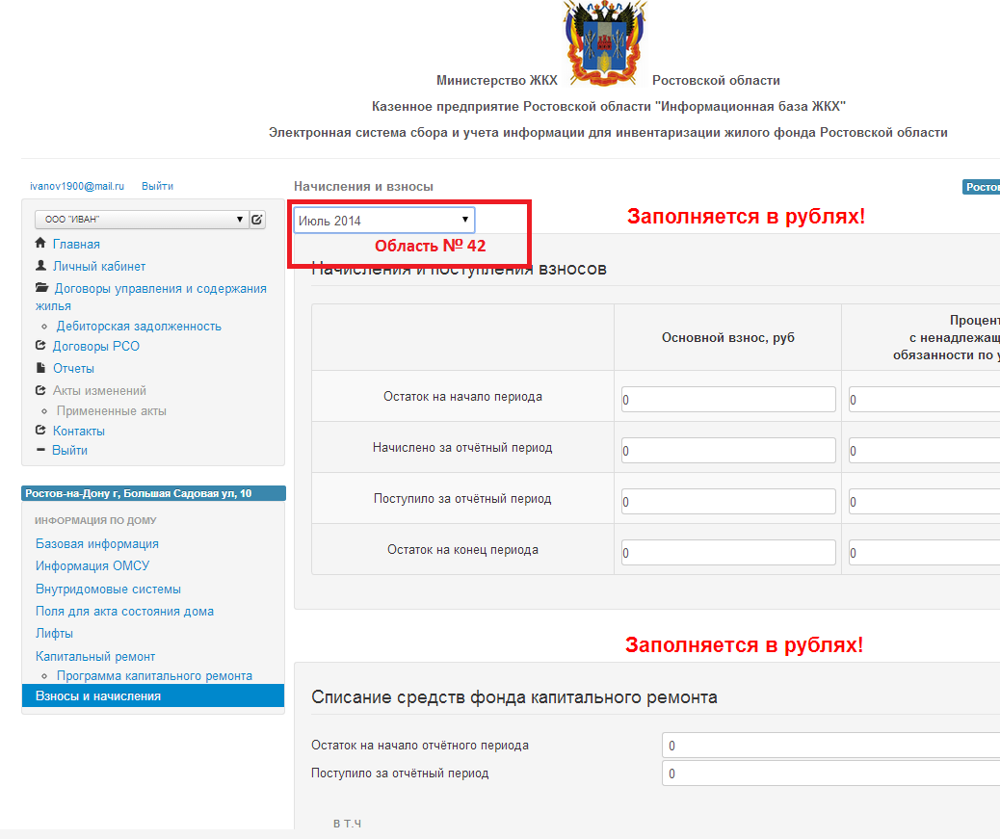 Министерство ЖКХ Ростовской области
Казенное предприятие Ростовской области "Информационная база ЖКХ"
Электронная система сбора и учета информации для инвентаризации жилого фонда Ростовской области
ivanov1900@mail.ru Выйти
ООО "ИВАН"
Главная
Личный кабинет
Договоры управления и содержания
жилья
Дебиторская задолженность
Договоры РСО
Отчеты
Акты изменений
Примененные акты
Контакты
Выйти
Ростов-на-Дону г, Большая Садовая ул, 10
ИНФОРМАЦИЯ ПО ДОМУ
Базовая информация
Информация ОМСУ
Внутридомовые системы
Поля для акта состояния дома
Лифты
Капитальный ремонт
Программа капитального ремонта
Взносы и начисления
Начисления и взносы
Ростов
Июль 2014
Заполняется в рублях!
Область № 42
Начисления и поступления взносов
Основной взнос, руб
Процент
с ненадлежащ
обязанности по у
Остаток на начало периода 0 0
Начислено за отчётный период 0 0
Поступило за отчётный период 0 0
Остаток на конец периода 0 0
Заполняется в рублях!
Списание средств фонда капитального ремонта
Остаток на начало отчётного периода 0
Поступило за отчётный период 0
В Т.Ч